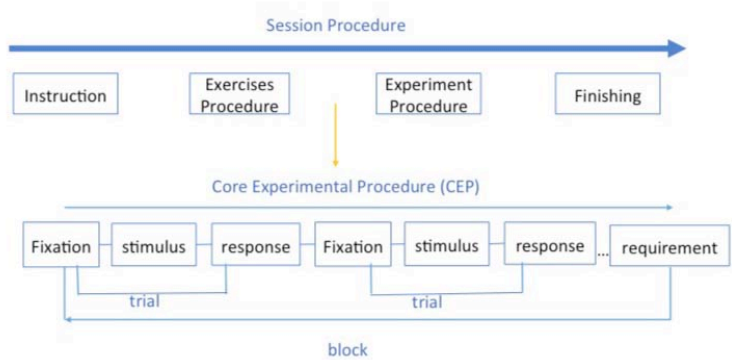 Session Procedure
Instruction
Exercises
Procedure
Experiment
Procedure
Finishing
Core Experimental Procedure (CEP)
Fixation stimulus response Fixation stimulus response ... requirement
trial trial
block